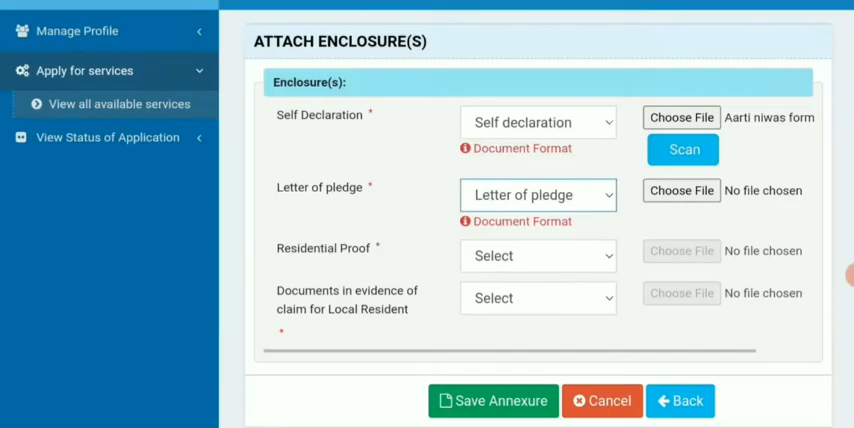 Manage Profile
Apply for services
View all available services
View Status of Application
ATTACH ENCLOSURE(S)
Enclosure(s):
Self Declaration *
Self declaration
Choose File Aarti niwas form
Document Format
Scan
Letter of pledge *
Letter of pledge
Choose File No file chosen
Document Format
Residential Proof *
Select
Choose File No file chosen
Documents in evidence of
claim for Local Resident
*
Select
Choose File No file chosen
Save Annexure
Cancel
Back